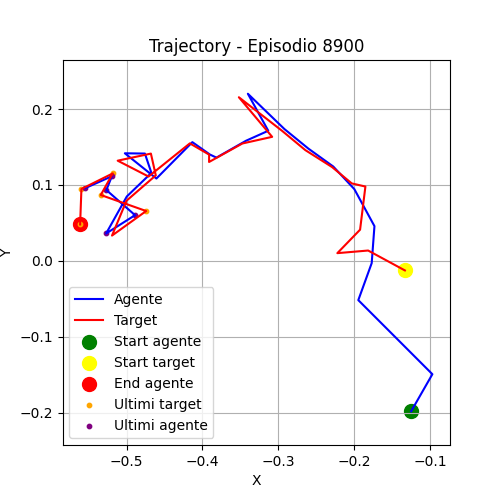 Trajectory - Episodio 8900
0.2
0.1
0.0
−0.1
−0.2
Y
Agente
Target
Start agente
Start target
End agente
Ultimi target
Ultimi agente
−0.5
−0.4
−0.3
−0.2
−0.1
X